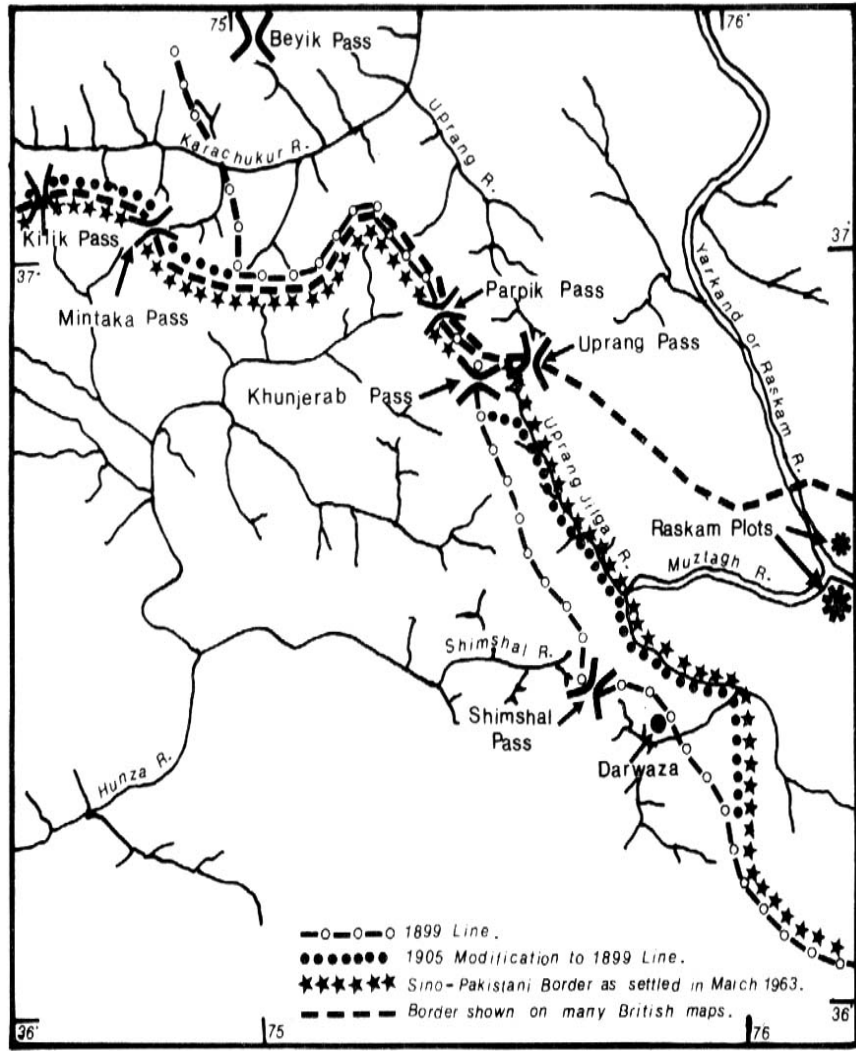 75°
76°
Beyik Pass
Uprang R.
Karachukur R.
Kilik Pass
37°
37°
Yarkand or Raskam R.
Mintaka Pass
Parpik Pass
Uprang Pass
Khunjerab Pass
Uprang Jilga R.
Raskam Plots
Muztagh R.
Shimshal R.
Shimshal
Pass
Darwaza
Hunza R.
1899 Line.
1905 Modification to 1899 Line.
Sino-Pakistani Border as settled in March 1963.
Border shown on many British maps.
36°
36°
75
76